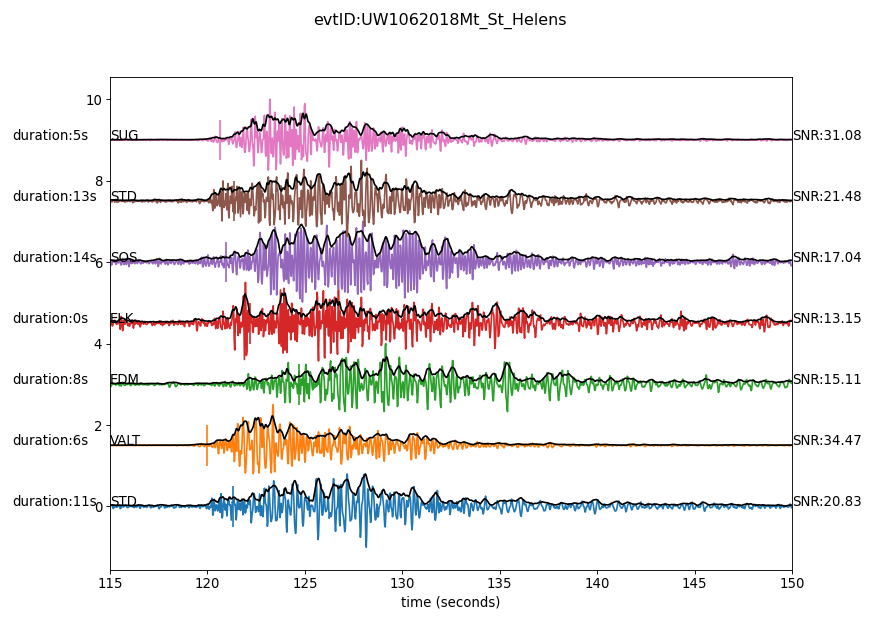 evtID:UW1062018Mt_St_Helens
10
duration:5s SUG SNR:31.08
8
duration:13s STD SNR:21.48
duration:14s SOS SNR:17.04
6
duration:0s ELK SNR:13.15
4
duration:8s EDM SNR:15.11
2
duration:6s VALT SNR:34.47
duration:11s STD SNR:20.83
0
115 120 125 130 135 140 145 150
time (seconds)